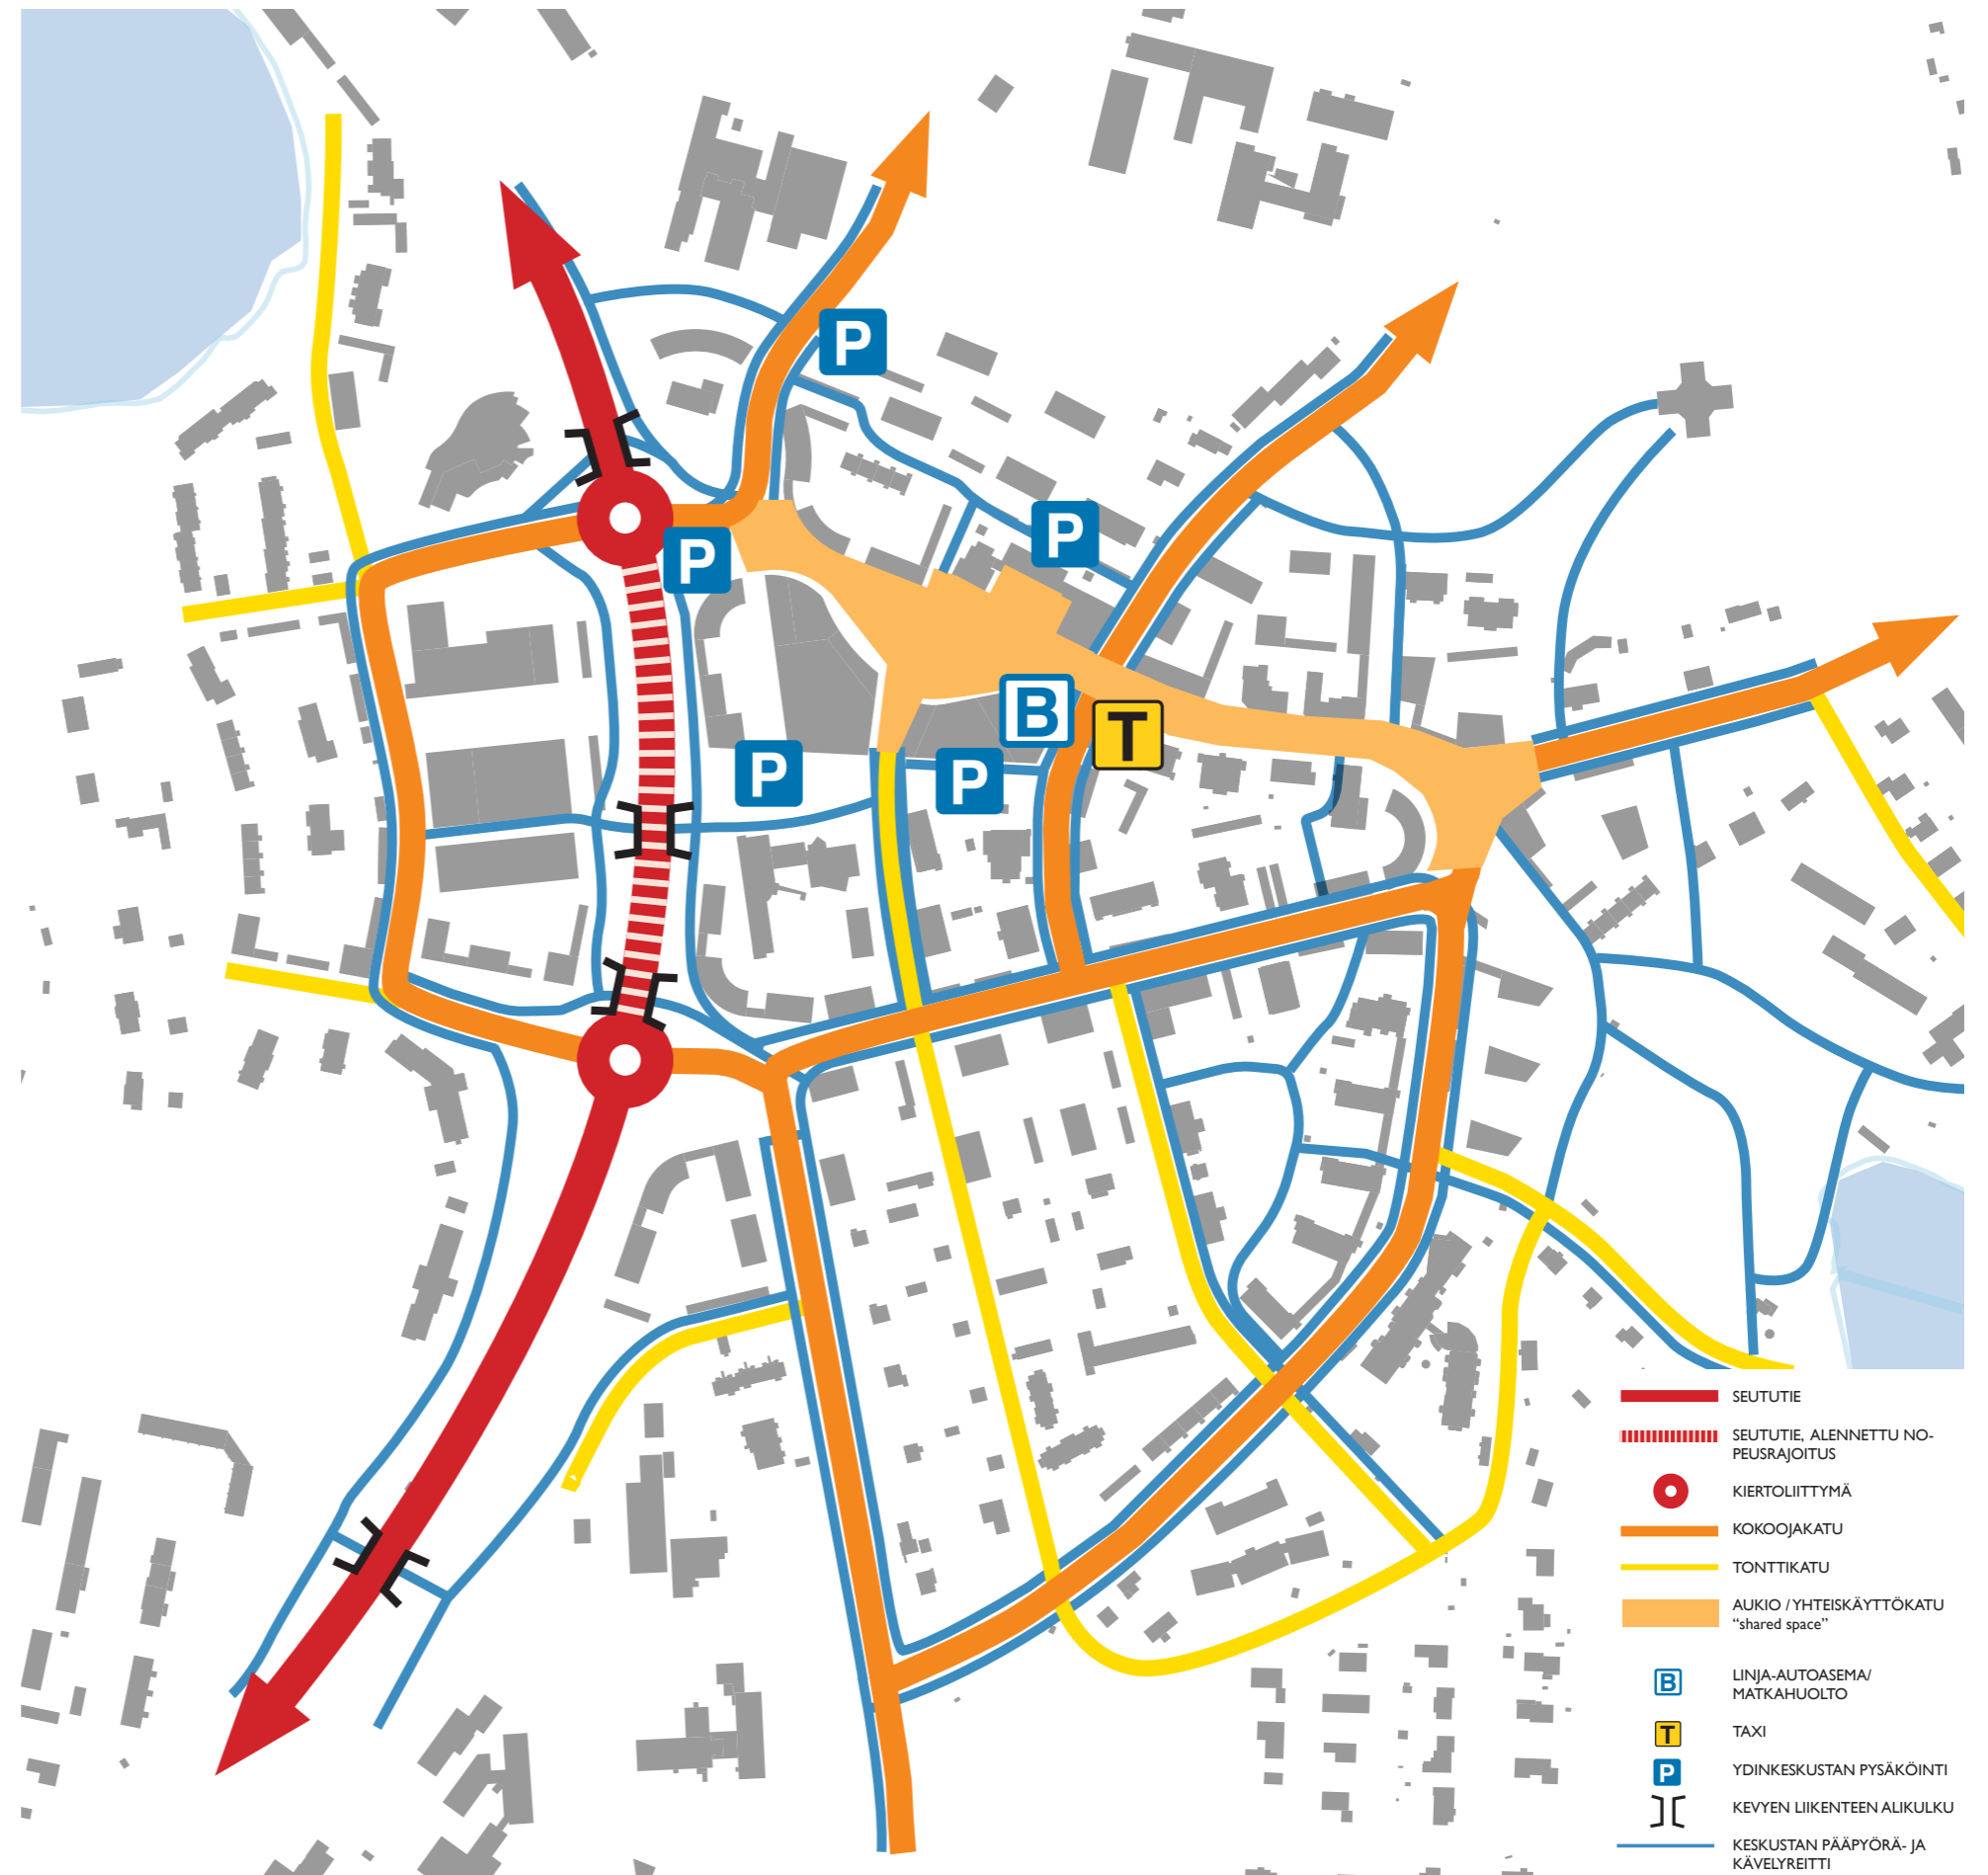 P
P
P
B
T
P
P
SEUTUTIE
SEUTUTIE, ALENNETTU NO-
PEUSRAJOITUS
KIERTOLIITTYMÄ
KOKOOJAKATU
TONTTIKATU
AUKIO / YHTEISKÄYTTÖKATU
“shared space”
B
LINJA-AUTOASEMA/
MATKAHUOLTO
T
TAXI
P
YDINKESKUSTAN PYSÄKÖINTI
KEVYEN LIIKENTEEN ALIKULKU
KESKUSTAN PÄÄPYÖRÄ- JA
KÄVELYREITTI